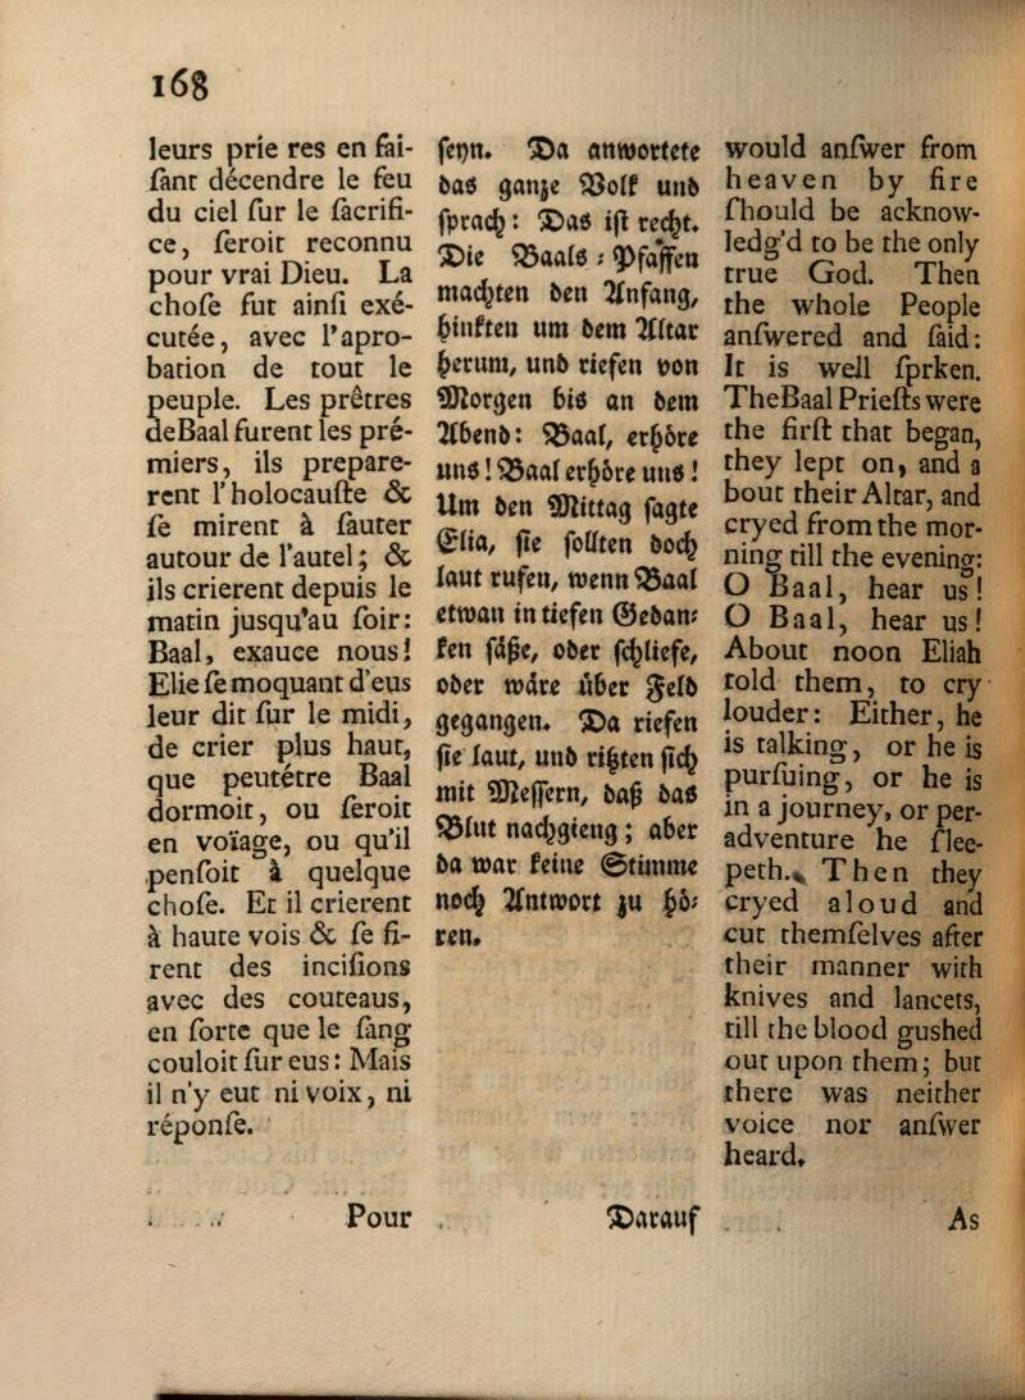 168
leurs prie res en fai-
ſant décendre le feu
du ciel ſur le ſacrifi-
ce, ſeroit reconnu
pour vrai Dieu. La
choſe fut ainſi exé-
cutée, avec l'apro-
bation de tout le
peuple. Les prêtres
deBaal furent les pré-
miers, ils prepare-
rent l'holocauſte &
ſe mirent à ſauter
autour de l'autel; &
ils crierent depuis le
matin jusqu'au ſoir:
Baal, exauce nous!
Elie ſe moquant d'eus
leur dit ſur le midi,
de crier plus haut,
que peutétre Baal
dormoit, ou ſeroit
en voïage, ou qu'il
penſoit à quelque
choſe. Et il crierent
à haute vois & ſe fi-
rent des inciſions
avec des couteaus,
en ſorte que le ſang
couloit ſur eus: Mais
il n'y eut ni voix, ni
réponſe.
Pour
ſeyn. Da anwortete
das ganze Volk und
ſprach: Das iſt recht.
Die Baals⸗Pfaffen
machten den Anfang,
hinkten um dem Altar
herum, und riefen von
Morgen bis an dem
Abend: Baal, erhöre
uns! Baal erhöre uns!
Um den Mittag ſagte
Elia, ſie ſollten doch
laut rufen, wenn Baal
etwan in tiefen Gedan⸗
ken ſäße, oder ſchliefe,
oder wäre über Feld
gegangen. Da riefen
ſie laut, und ritzten ſich
mit Meſſern, daß das
Blut nachgieng; aber
da war keine Stimme
noch Antwort zu hö⸗
ren.
Darauf
would anſwer from
heaven by fire
ſhould be acknow-
ledg'd to be the only
true God. Then
the whole People
anſwered and ſaid:
It is well ſprken.
TheBaal Prieſts were
the firſt that began,
they lept on, and a
bout their Altar, and
cryed from the mor-
ning till the evening:
O Baal, hear us!
O Baal, hear us!
About noon Eliah
told them, to cry
louder: Either, he
is talking, or he is
purſuing, or he is
in a journey, or per-
adventure he ſlee-
peth. Then they
cryed aloud and
cut themſelves after
their manner with
knives and lancets,
till the blood gushed
out upon them; but
there was neither
voice nor anſwer
heard.
As